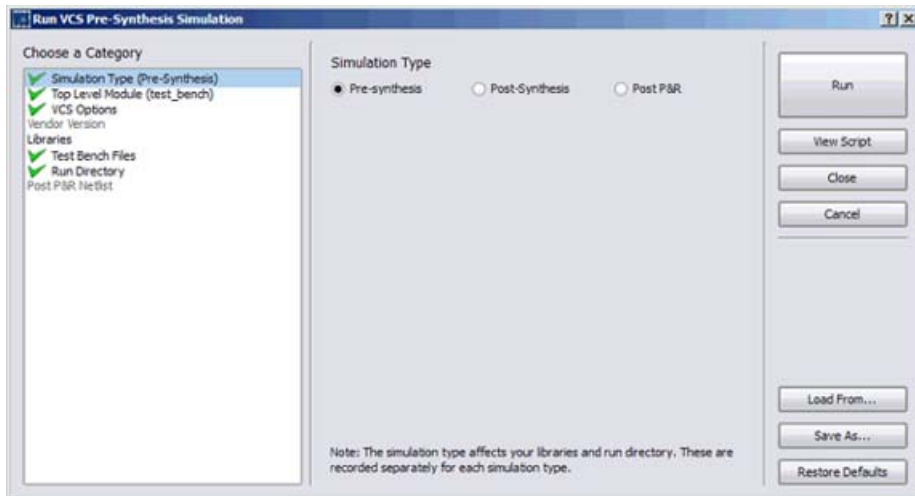 Run VCS Pre-Synthesis Simulation
Choose a Category
Simulation Type (Pre-Synthesis)
Top Level Module (test_bench)
VCS Options
Vendor Version
Libraries
Test Bench Files
Run Directory
Post P&R Netlist
Simulation Type
Pre-synthesis
Post-Synthesis
Post P&R
Note: The simulation type affects your libraries and run directory. These are
recorded separately for each simulation type.
Run
View Script
Close
Cancel
Load From...
Save As...
Restore Defaults